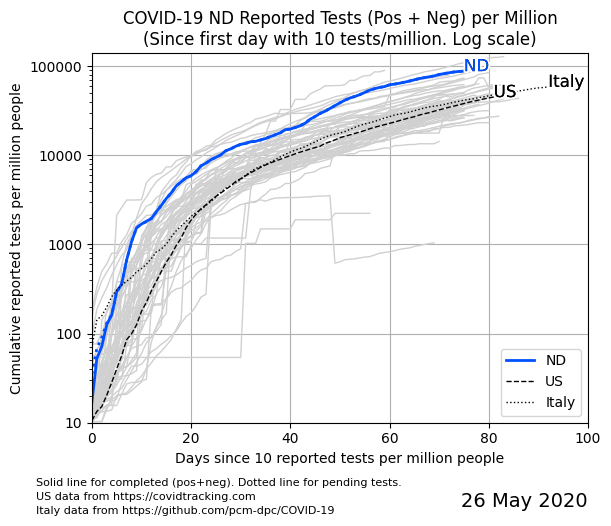 COVID-19 ND Reported Tests (Pos + Neg) per Million
(Since first day with 10 tests/million. Log scale)
Cumulative reported tests per million people
100000
10000
1000
100
10
ND
US
Italy
ND
US
Italy
0
20
40
60
80
100
Days since 10 reported tests per million people
Solid line for completed (pos+neg). Dotted line for pending tests.
US data from https://covidtracking.com
Italy data from https://github.com/pcm-dpc/COVID-19
26 May 2020